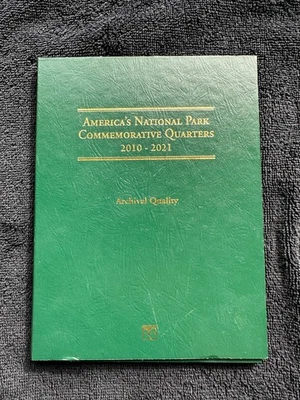 AMERICA'S NATIONAL PARK
COMMEMORATIVE QUARTERS
2010 - 2021
Archival Quality